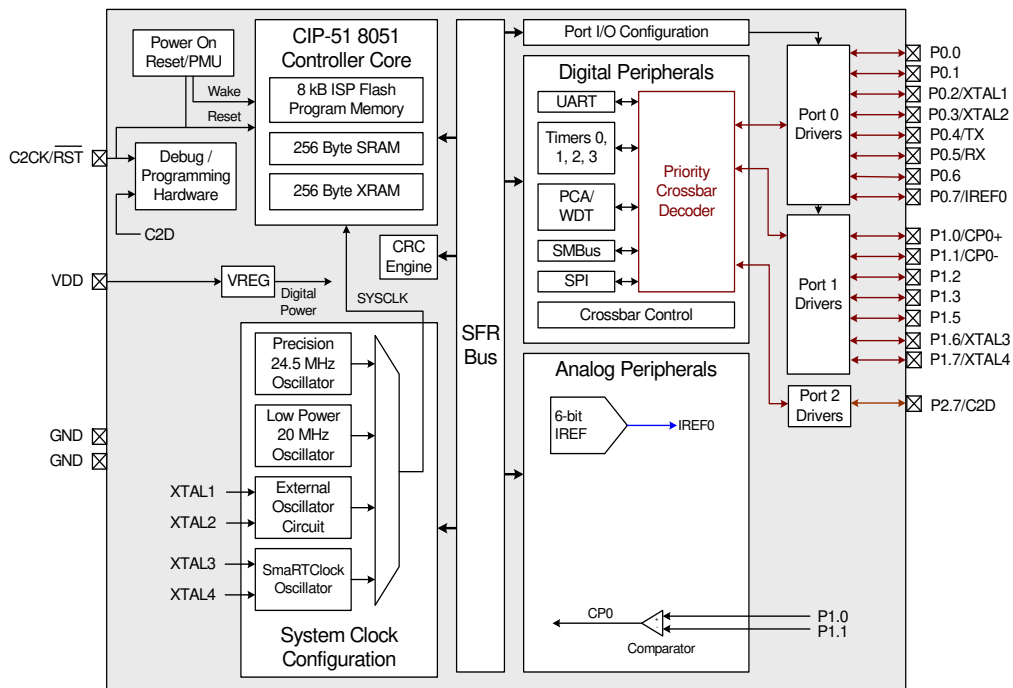 Power On
Reset/PMU
Wake
Reset
C2CK/RST
Debug /
Programming
Hardware
C2D
VDD
VREG
Digital
Power
GND
GND
CIP-51 8051
Controller Core
8 kB ISP Flash
Program Memory
256 Byte SRAM
256 Byte XRAM
CRC
Engine
SYSCLK
Precision
24.5 MHz
Oscillator
Low Power
20 MHz
Oscillator
XTAL1
XTAL2
External
Oscillator
Circuit
XTAL3
XTAL4
SmaRTClock
Oscillator
System Clock
Configuration
SFR
Bus
Port I/O Configuration
Digital Peripherals
UART
Timers 0,
1, 2, 3
PCA/
WDT
SMBus
SPI
Priority
Crossbar
Decoder
Crossbar Control
Analog Peripherals
6-bit
IREF
IREF0
CP0
+
-
Comparator
P1.0
P1.1
Port 0
Drivers
Port 1
Drivers
Port 2
Drivers
P0.0
P0.1
P0.2/XTAL1
P0.3/XTAL2
P0.4/TX
P0.5/RX
P0.6
P0.7/IREF0
P1.0/CP0+
P1.1/CP0-
P1.2
P1.3
P1.5
P1.6/XTAL3
P1.7/XTAL4
P2.7/C2D